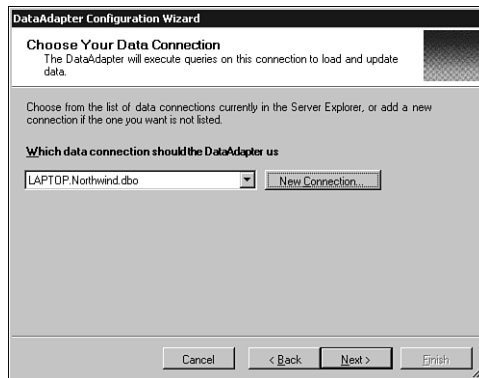 DataAdapter Configuration Wizard
Choose Your Data Connection
The DataAdapter will execute queries on this connection to load and update
data.
Choose from the list of data connections currently in the Server Explorer, or add a new
connection if the one you want is not listed.
Which data connection should the DataAdapter us
LAPTOP.Northwind.dbo
New Connection...
Cancel
< Back
Next >
Finish